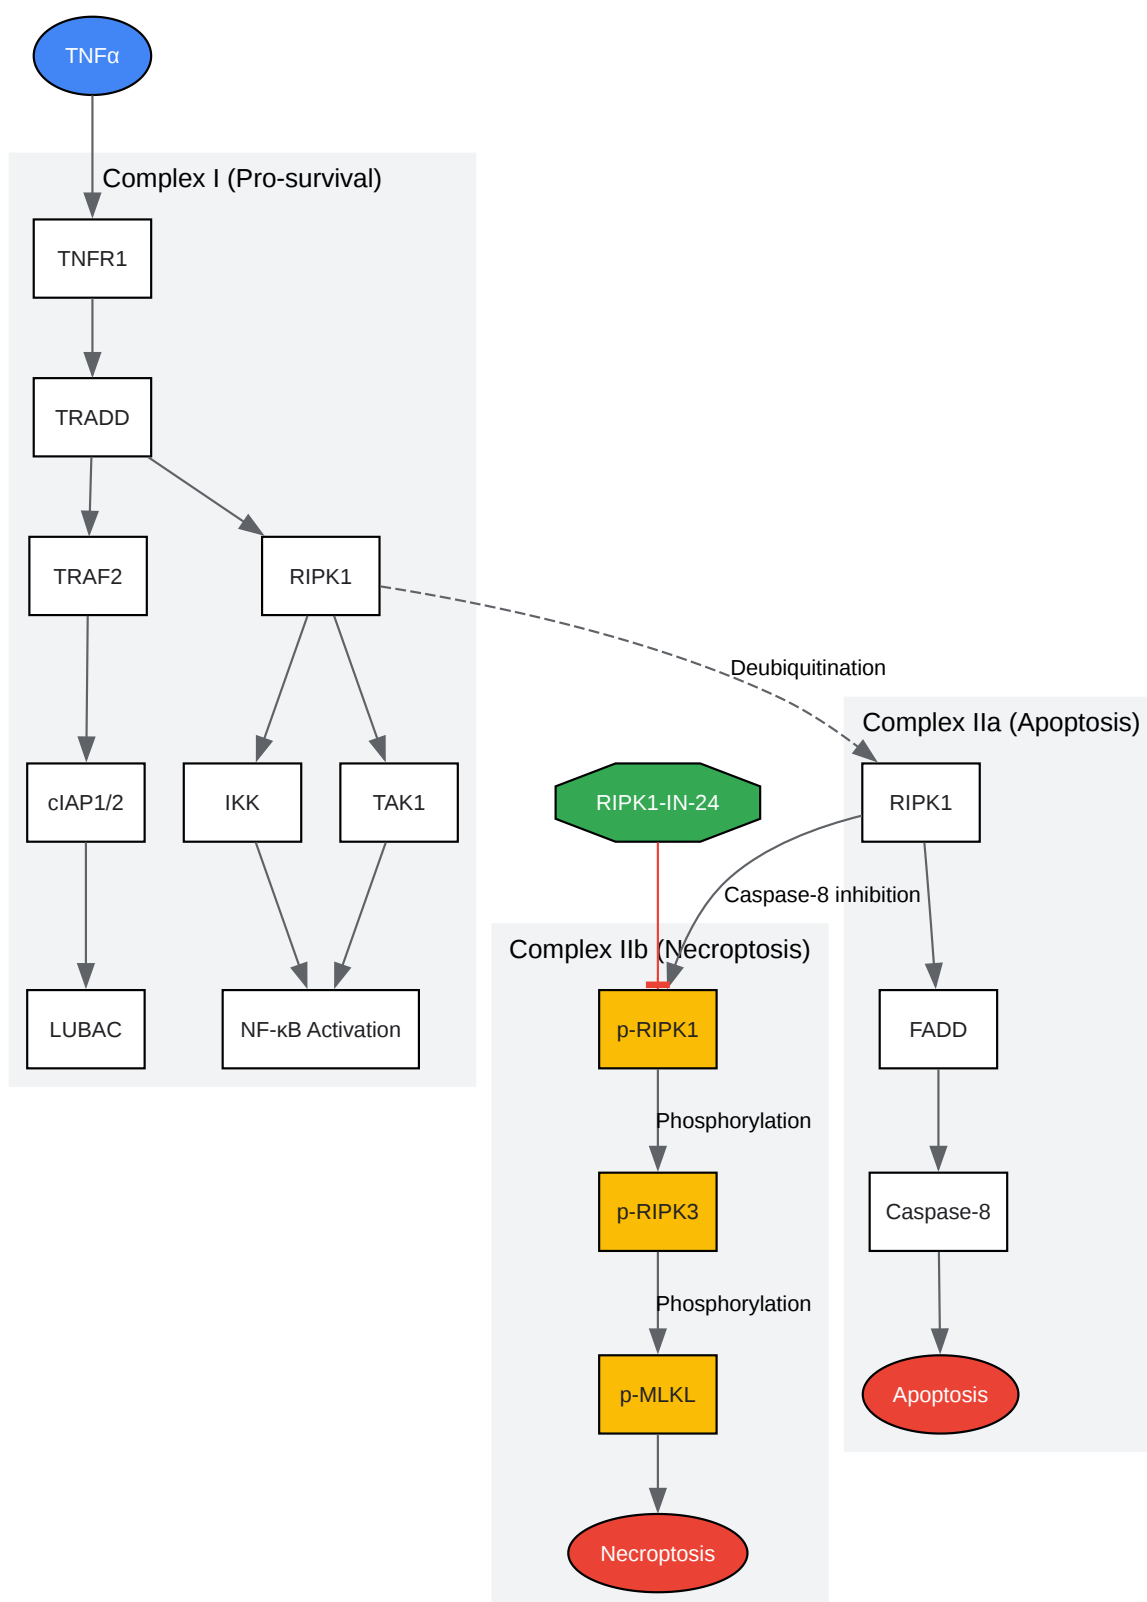 TNFα
Complex I (Pro-survival)
TNFR1
TRADD
TRAF2
RIPK1
Deubiquitination
Complex IIa (Apoptosis)
cIAP1/2
IKK
TAK1
RIPK1-IN-24
RIPK1
Caspase-8 inhibition
Complex IIb (Necroptosis)
LUBAC
NF-κB Activation
p-RIPK1
FADD
Phosphorylation
p-RIPK3
Caspase-8
Phosphorylation
p-MLKL
Apoptosis
Necroptosis